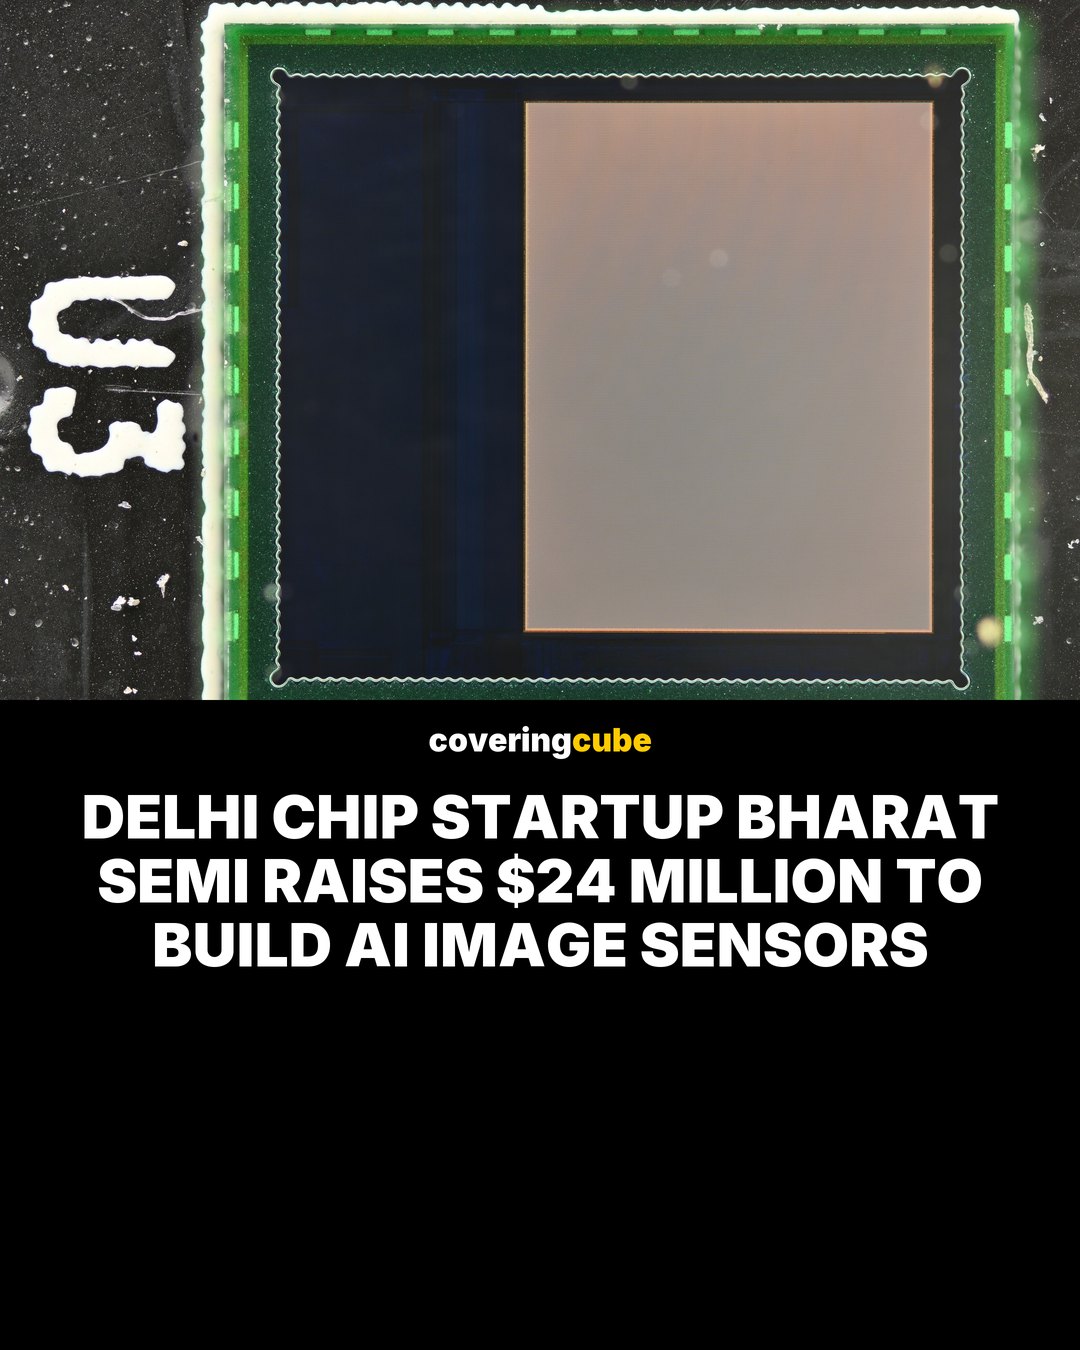 U3
coveringcube
DELHI CHIP STARTUP BHARAT
SEMI RAISES $24 MILLION TO
BUILD AI IMAGE SENSORS